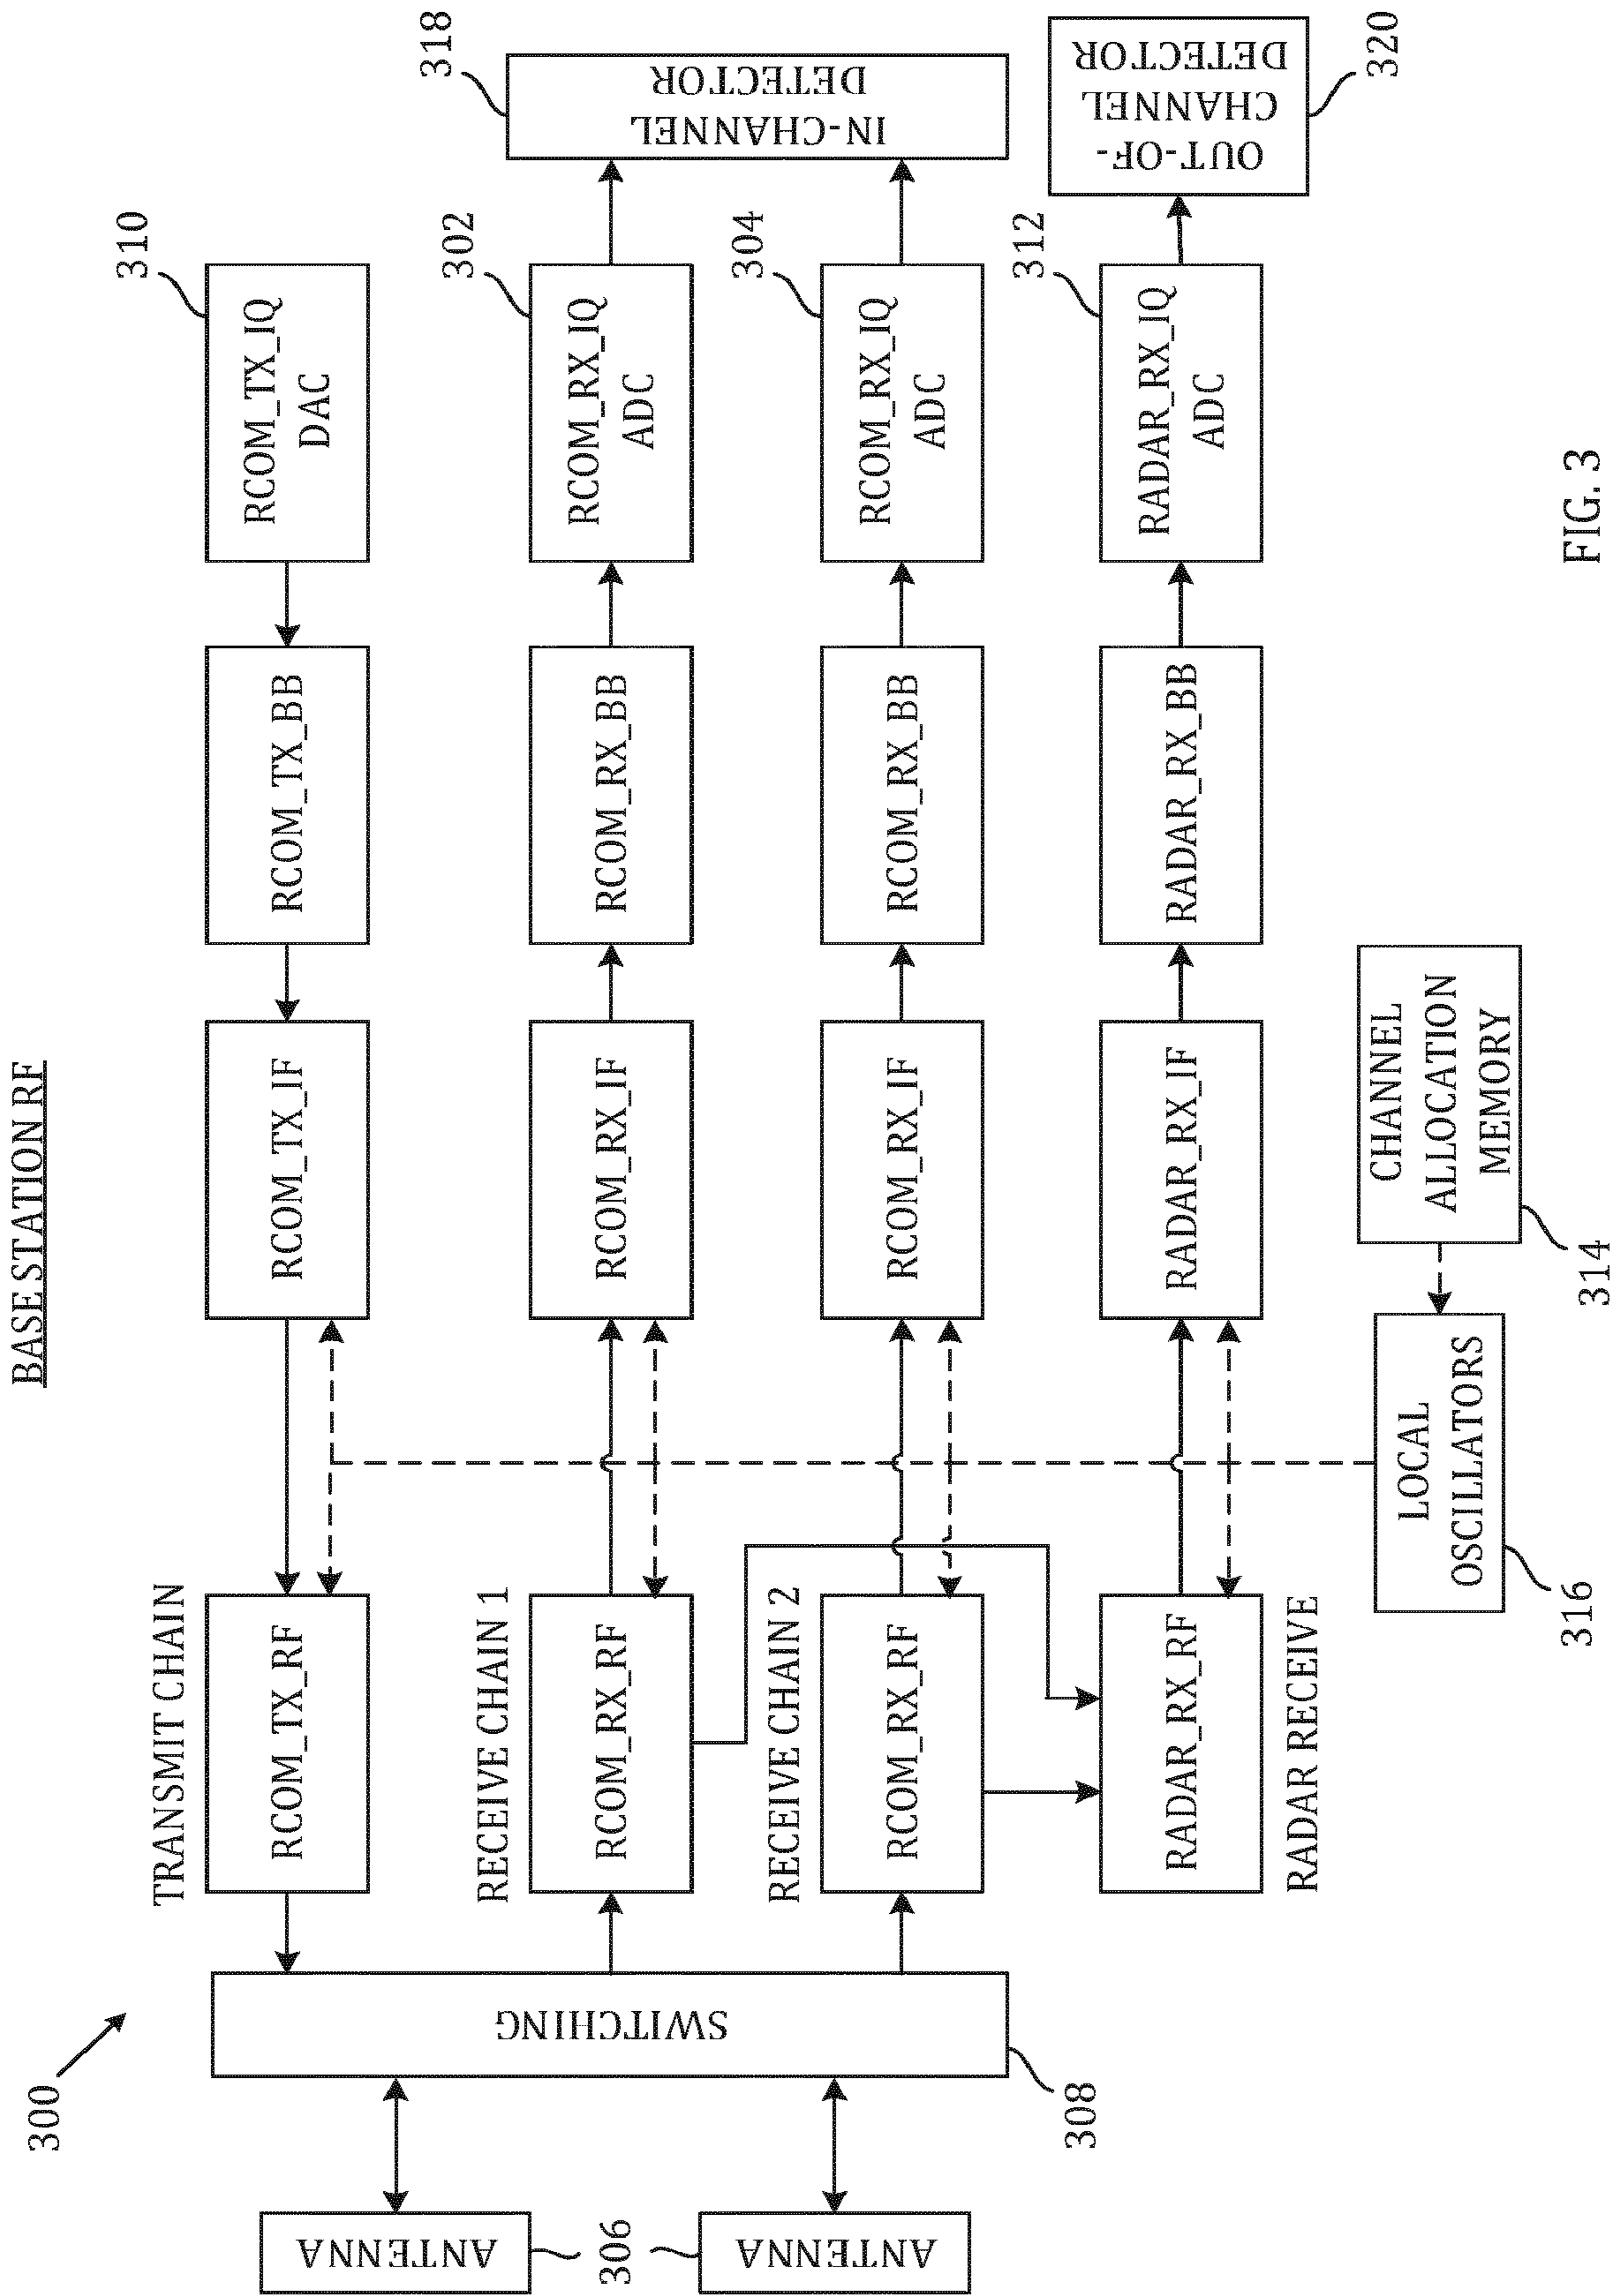 BASE STATION RF
300
TRANSMIT CHAIN
310
RCOM_TX_RF
RCOM_TX_IF
RCOM_TX_BB
RCOM_TX_IQ
DAC
ANTENNA
306
ANTENNA
SWITCHING
308
RECEIVE CHAIN 1
302
RCOM_RX_RF
RCOM_RX_IF
RCOM_RX_BB
RCOM_RX_IQ
ADC
318
IN-CHANNEL
DETECTOR
RECEIVE CHAIN 2
304
RCOM_RX_RF
RCOM_RX_IF
RCOM_RX_BB
RCOM_RX_IQ
ADC
312
RADAR_RX_RF
RADAR_RX_IF
RADAR_RX_BB
RADAR_RX_IQ
ADC
OUT-OF-
CHANNEL
DETECTOR
320
RADAR RECEIVE
LOCAL
OSCILLATORS
316
CHANNEL
ALLOCATION
MEMORY
314
FIG. 3